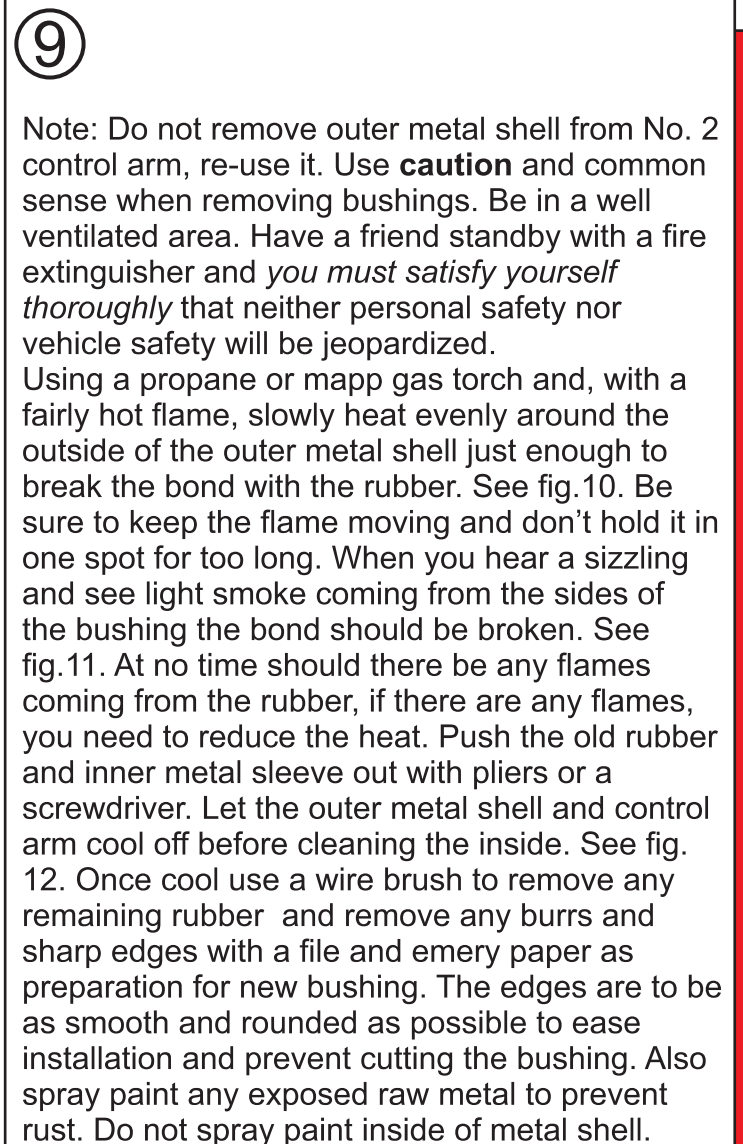 9
Note: Do not remove outer metal shell from No. 2
control arm, re-use it. Use caution and common
sense when removing bushings. Be in a well
ventilated area. Have a friend standby with a fire
extinguisher and you must satisfy yourself
thoroughly that neither personal safety nor
vehicle safety will be jeopardized.
Using a propane or mapp gas torch and, with a
fairly hot flame, slowly heat evenly around the
outside of the outer metal shell just enough to
break the bond with the rubber. See fig.10. Be
sure to keep the flame moving and don’t hold it in
one spot for too long. When you hear a sizzling
and see light smoke coming from the sides of
the bushing the bond should be broken. See
fig.11. At no time should there be any flames
coming from the rubber, if there are any flames,
you need to reduce the heat. Push the old rubber
and inner metal sleeve out with pliers or a
screwdriver. Let the outer metal shell and control
arm cool off before cleaning the inside. See fig.
12. Once cool use a wire brush to remove any
remaining rubber  and remove any burrs and
sharp edges with a file and emery paper as
preparation for new bushing. The edges are to be
as smooth and rounded as possible to ease
installation and prevent cutting the bushing. Also
spray paint any exposed raw metal to prevent
rust. Do not spray paint inside of metal shell.